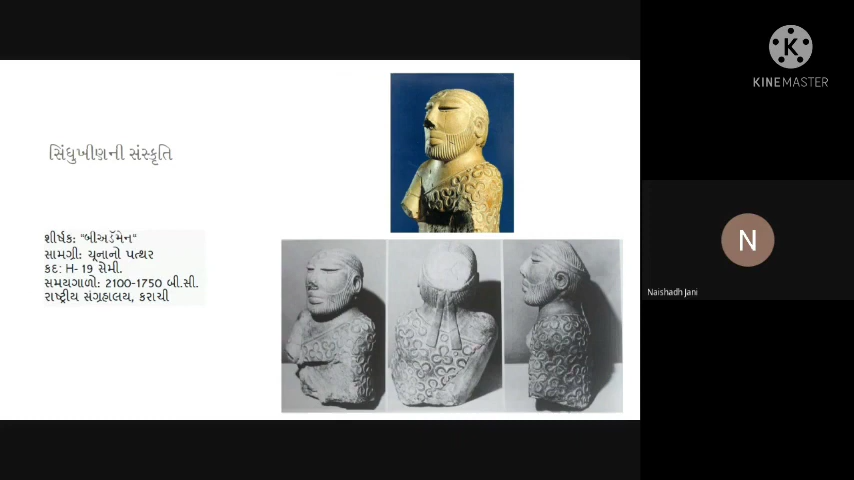 સિંધુખીણની સંસ્કૃતિ
શીર્ષક: "બીઅર્ડમેન"
સામગ્રી: ચૂનાનો પત્થર
કદ: H- 19 સેમી.
સમયગાળો: 2100-1750 બી.સી.
રાષ્ટ્રીય સંગ્રહાલય, કરાચી
K
KINEMASTER
N
Naishadh Jani